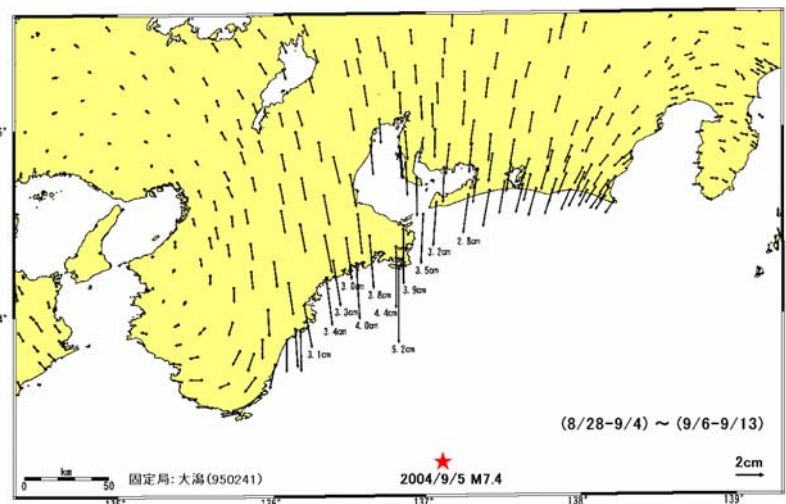 2.8cm
3.2cm
3.5cm
3.0cm
3.8cm
3.9cm
3.3cm
4.4cm
3.4cm
4.0cm
3.1cm
5.2cm
(8/28-9/4) ～ (9/6-9/13)
km
0 50
固定局：大潟(950241)
2004/9/5 M7.4
2cm
136°
137°
138°
139°